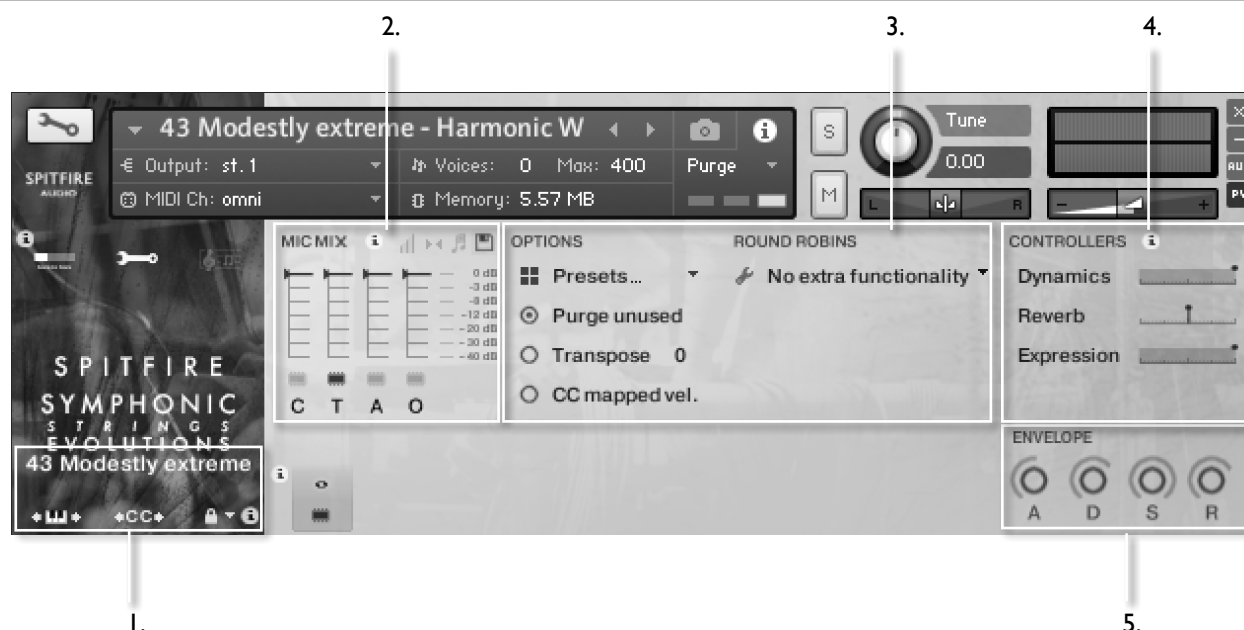 2.
3.
4.
43 Modestly extreme - Harmonic W
S
Tune
SPITFIRE
AUDIO
Output: st. 1
Voices: 0 Max: 400
Purge
0.00
AU
MIDI Ch: omni
Memory: 5.57 MB
M
L
R
-
+
PV
MIC MIX
0 dB
-3 dB
-12 dB
-20 dB
-30 dB
-40 dB
C T A O
OPTIONS
Presets...
Purge unused
Transpose 0
CC mapped vel.
ROUND ROBINS
No extra functionality
CONTROLLERS
Dynamics
Reverb
Expression
SPITFIRE
SYMPHONIC
STRINGS
EVOLUTIONS
43 Modestly extreme
CC
ENVELOPE
A D S R
1.
5.